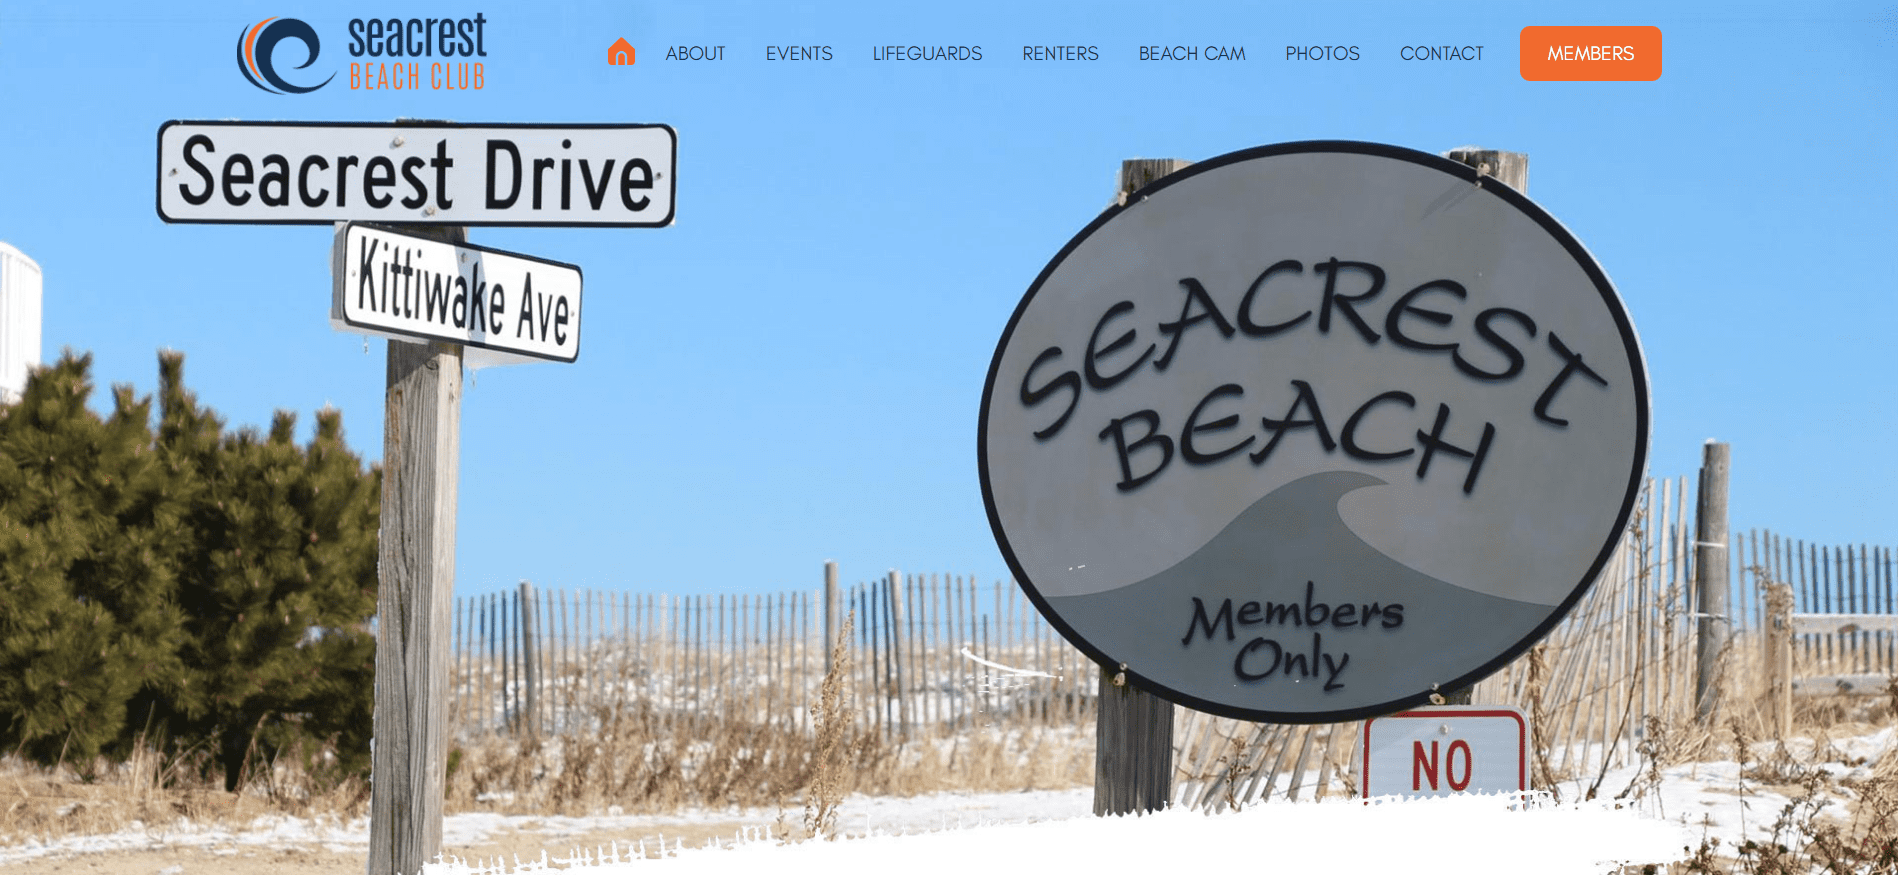 seacrest
BEACH CLUB
ABOUT
EVENTS
LIFEGUARDS
RENTERS
BEACH CAM
PHOTOS
CONTACT
MEMBERS
Seacrest Drive
Kittiwake Ave
SEACREST
BEACH
Members
Only
NO